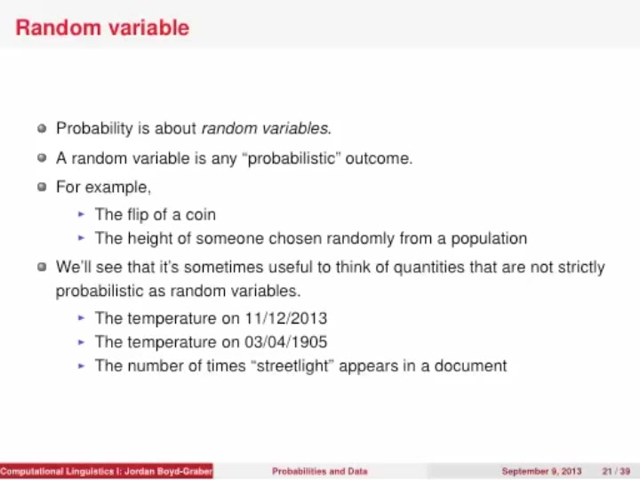 Random variable
Probability is about random variables.
A random variable is any “probabilistic” outcome.
For example,
The flip of a coin
The height of someone chosen randomly from a population
We’ll see that it’s sometimes useful to think of quantities that are not strictly
probabilistic as random variables.
The temperature on 11/12/2013
The temperature on 03/04/1905
The number of times “streetlight” appears in a document
Computational Linguistics I: Jordan Boyd-Graber Probabilities and Data September 9, 2013 21 / 39